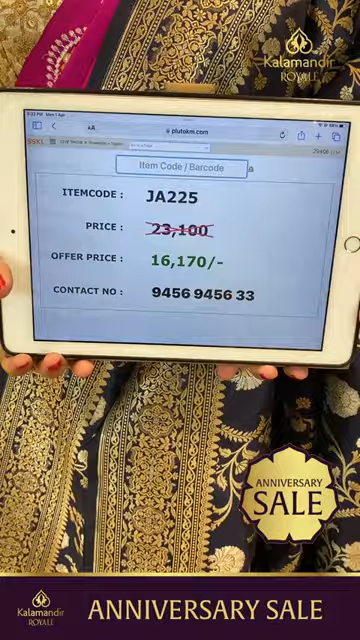 Kalamandir
ROYALE
plutokm.com
Item Code / Barcode
ITEMCODE : JA225
PRICE : 23,100
OFFER PRICE : 16,170/-
CONTACT NO : 9456 9456 33
ANNIVERSARY
SALE
Kalamandir
ROYALE
ANNIVERSARY SALE